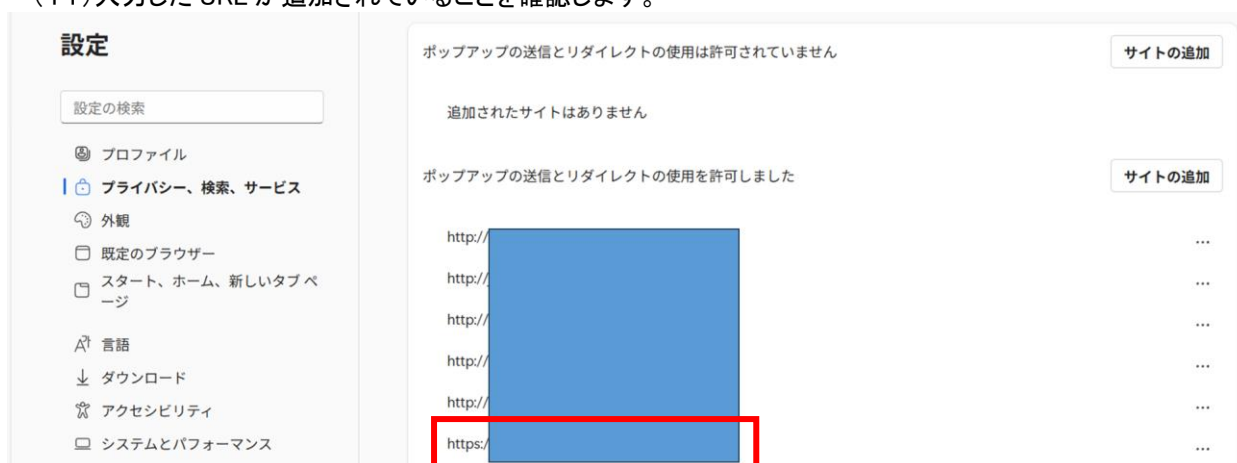 (11)入力した URL が追加されていることを確認します。
設定
設定の検索
プロファイル
プライバシー、検索、サービス
外観
既定のブラウザー
スタート、ホーム、新しいタブ ペ
ージ
言語
ダウンロード
アクセシビリティ
システムとパフォーマンス
ポップアップの送信とリダイレクトの使用は許可されていません
サイトの追加
追加されたサイトはありません
ポップアップの送信とリダイレクトの使用を許可しました
サイトの追加
http://
...
http://
...
http://
...
http://
...
http://
...
https:/
...